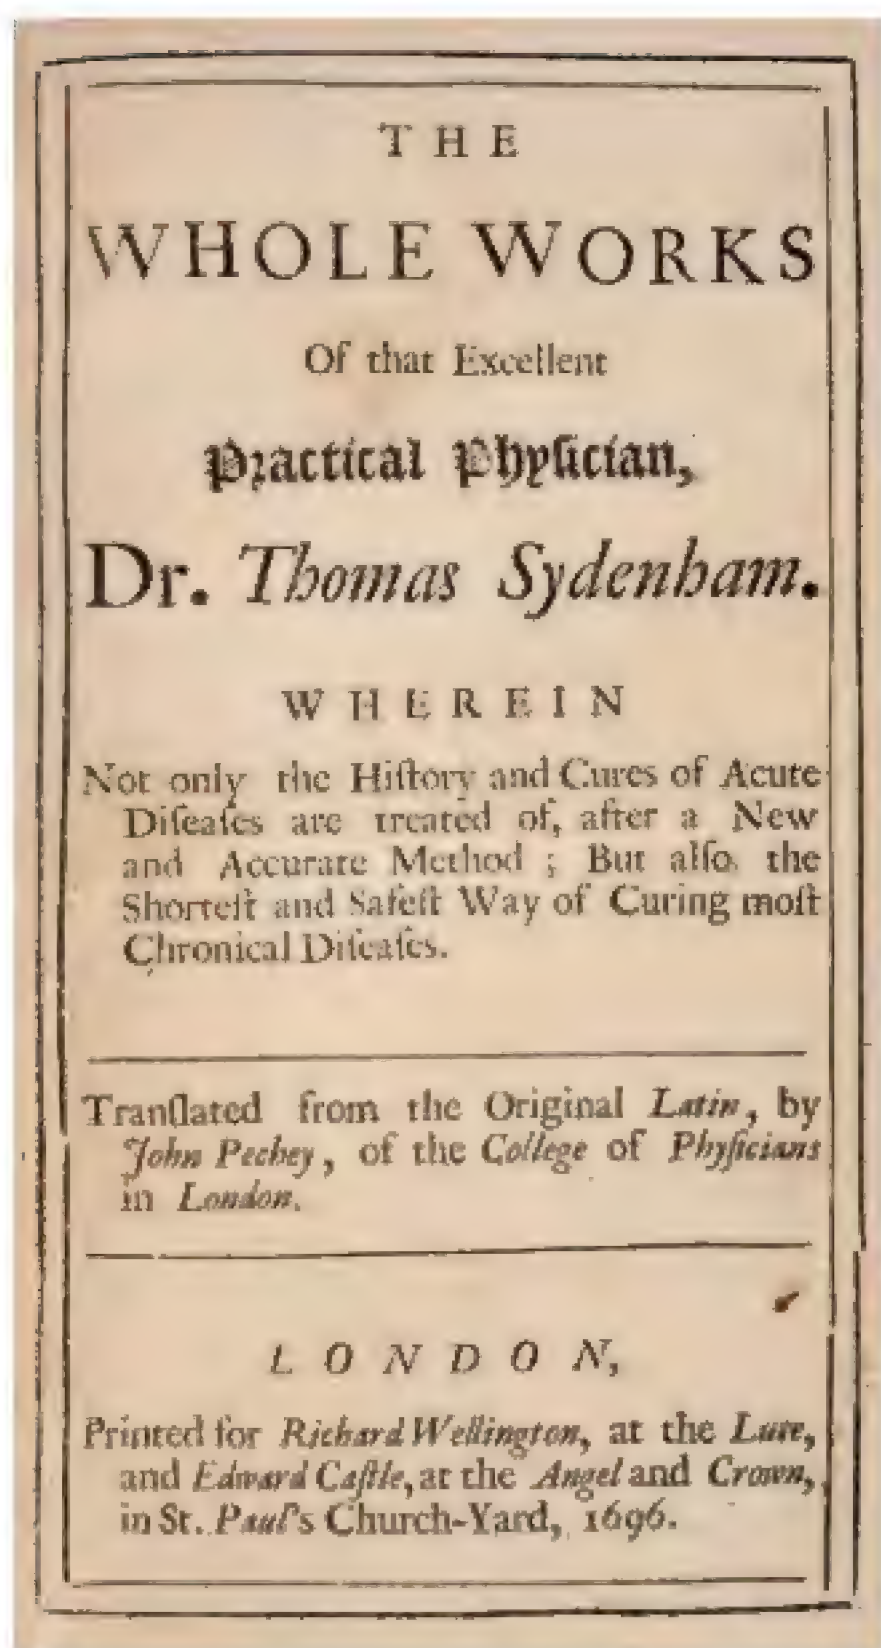 THE
WHOLE WORKS
Of that Excellent
Practical Phyſician,
Dr. Thomas Sydenham.
WHEREIN
Not only the Hiſtory and Cures of Acute
Diſeaſes are treated of, after a New
and Accurate Method ; But alſo the
Shorteſt and Safeſt Way of Curing moſt
Chronical Diſeaſes.
Tranſlated from the Original Latin, by
John Pechey, of the College of Phyſicians
in London.
LONDON,
Printed for Richard Wellington, at the Lute,
and Edward Caſtle, at the Angel and Crown,
in St. Paul's Church-Yard, 1696.